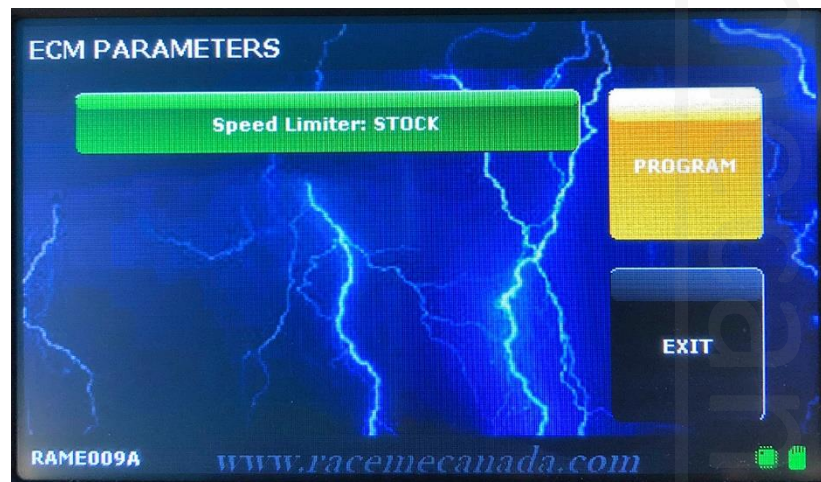 ECM PARAMETERS
Speed Limiter: STOCK
PROGRAM
EXIT
RAME009A
www.racemecanada.com